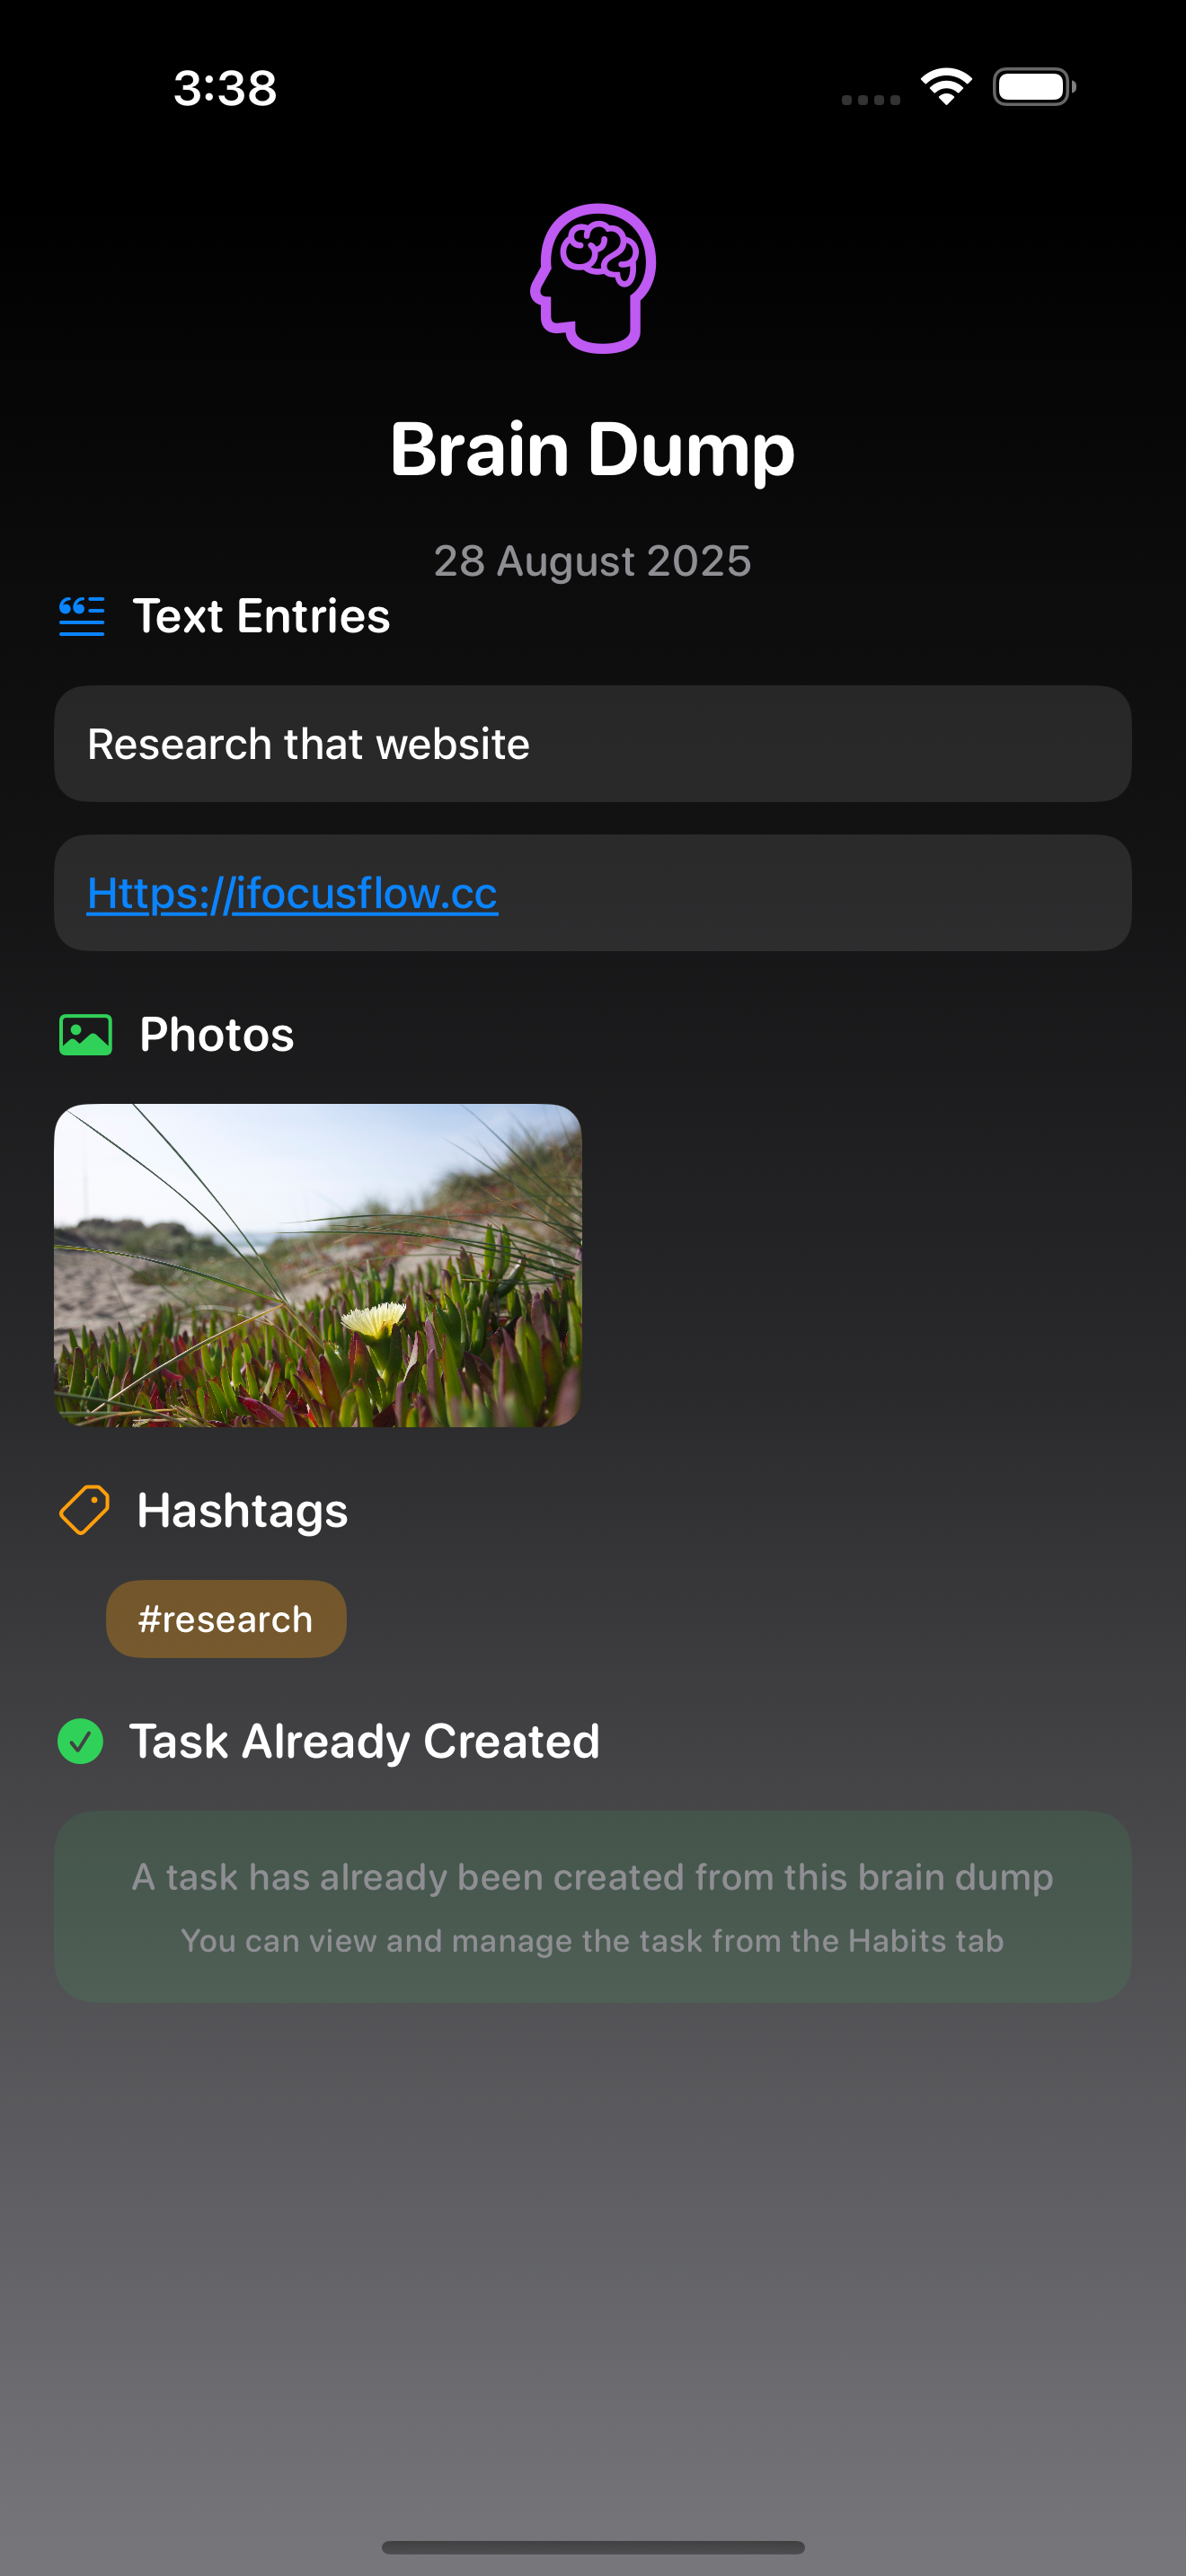 3:38
Brain Dump
28 August 2025
Text Entries
Research that website
Https://ifocusflow.cc
Photos
Hashtags
#research
Task Already Created
A task has already been created from this brain dump
You can view and manage the task from the Habits tab